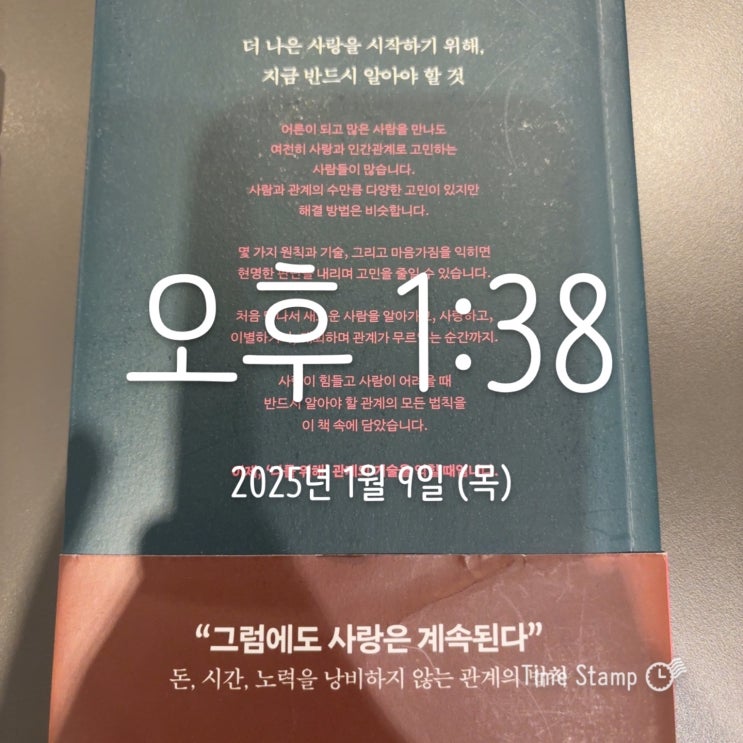 더 나은 사랑을 시작하기 위해,
지금 반드시 알아야 할 것
어른이 되고 많은 사람을 만나도
여전히 사랑과 인간관계로 고민하는
사람들이 많습니다.
사람과 관계의 수만큼 다양한 고민이 있지만
해결 방법은 비슷합니다.
몇 가지 원칙과 기술, 그리고 마음가짐을 익히면
현명한 내리며 고민을 줄일 수 있습니다.
오후 1:38
처음 사람을 알아가고, 사랑하고,
이별하기 관계가 무르익는 순간까지.
사랑이 힘들고 사람이 어려울 때
반드시 알아야 할 관계의 모든 법칙을
이 책 속에 담았습니다.
2025년 1월 9일 (목)
“그럼에도 사랑은 계속된다”
돈, 시간, 노력을 낭비하지 않는 관계의
Time Stamp